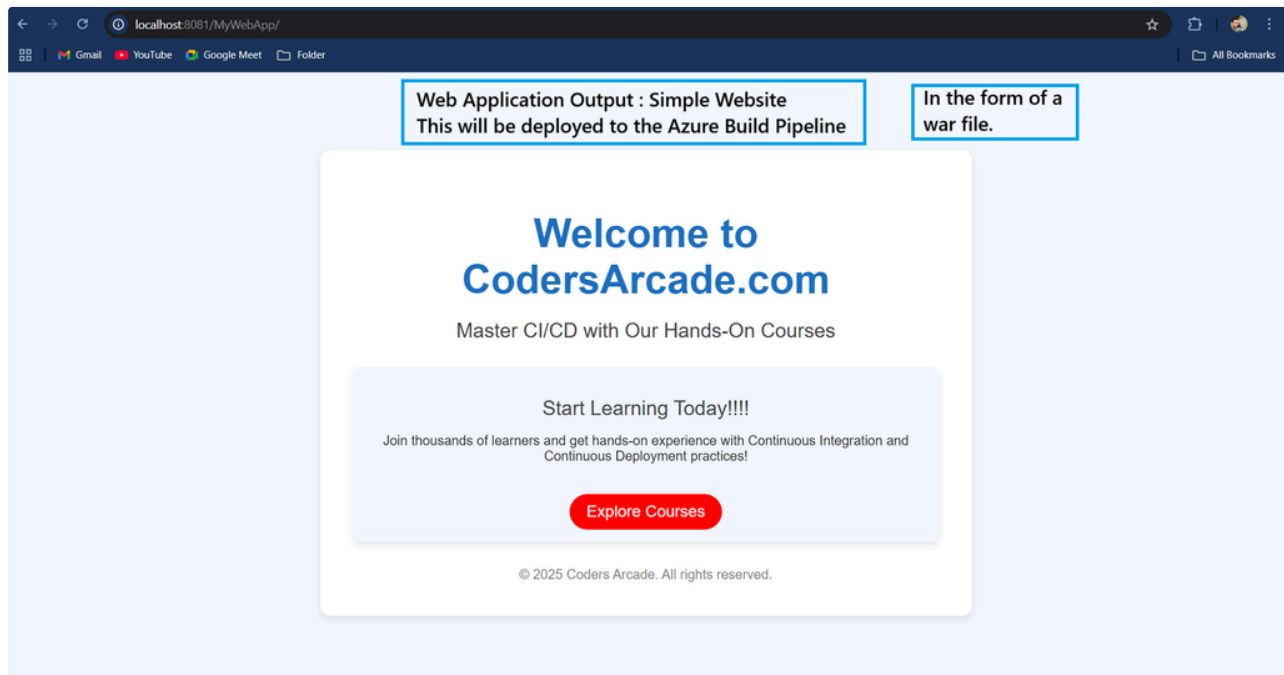 localhost:8081/MyWebApp/
Gmail YouTube Google Meet Folder All Bookmarks
Web Application Output : Simple Website
This will be deployed to the Azure Build Pipeline
In the form of a
war file.
Welcome to
CodersArcade.com
Master CI/CD with Our Hands-On Courses
Start Learning Today!!!!
Join thousands of learners and get hands-on experience with Continuous Integration and
Continuous Deployment practices!
Explore Courses
© 2025 Coders Arcade. All rights reserved.